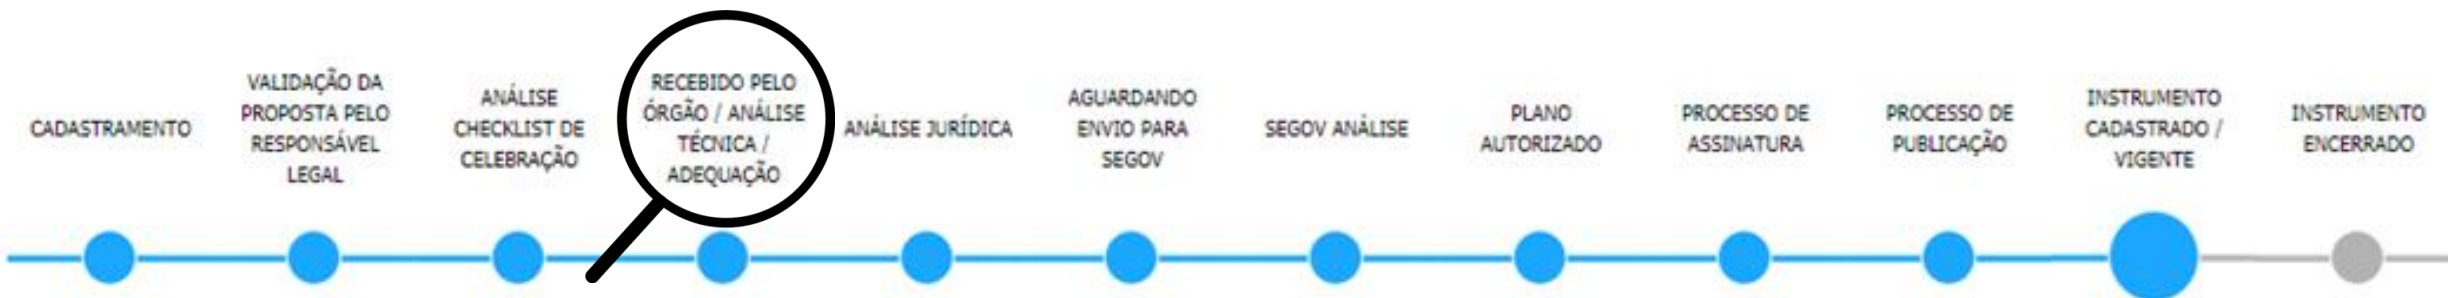 CADASTRAMENTO
VALIDAÇÃO DA
PROPOSTA PELO
RESPONSÁVEL
LEGAL
ANÁLISE
CHECKLIST DE
CELEBRAÇÃO
RECEBIDO PELO
ÓRGÃO / ANÁLISE
TÉCNICA /
ADEQUAÇÃO
ANÁLISE JURÍDICA
AGUARDANDO
ENVIO PARA
SEGOV
SEGOV ANÁLISE
PLANO
AUTORIZADO
PROCESSO DE
ASSINATURA
PROCESSO DE
PUBLICAÇÃO
INSTRUMENTO
CADASTRADO /
VIGENTE
INSTRUMENTO
ENCERRADO